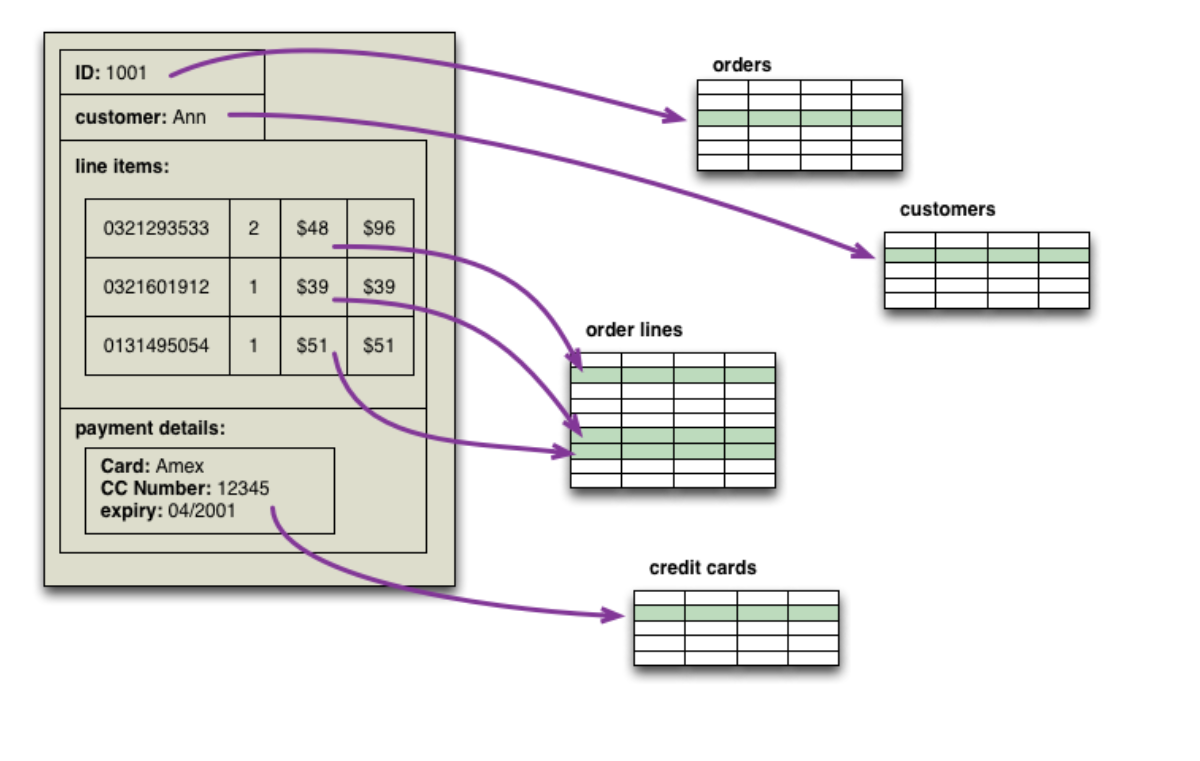 ID: 1001
customer: Ann
line items:
0321293533 2 $48 $96
0321601912 1 $39 $39
0131495054 1 $51 $51
payment details:
Card: Amex
CC Number: 12345
expiry: 04/2001
orders
customers
order lines
credit cards